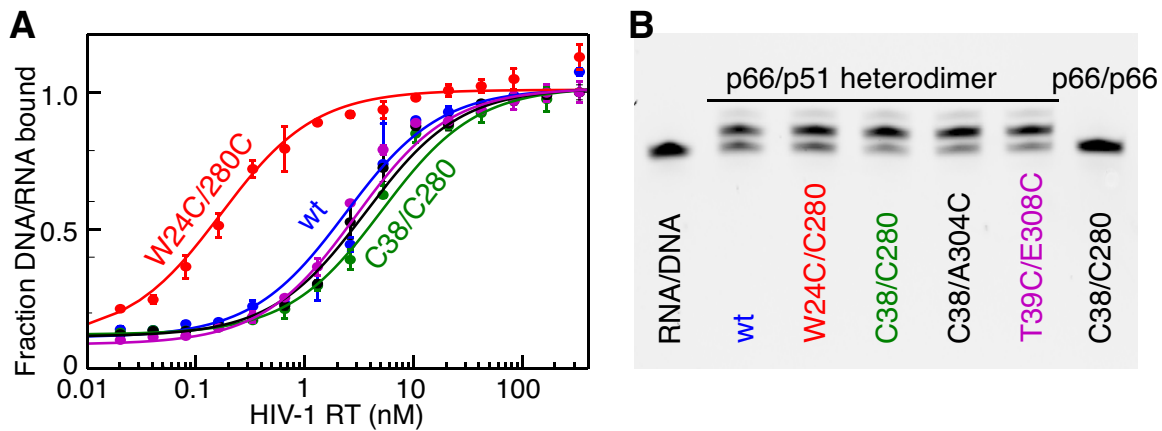 A
Fraction DNA/RNA bound
1.0
0.5
0
0.01
0.1
1
10
100
HIV-1 RT (nM)
W24C/280C
wt
C38/C280
B
p66/p51 heterodimer
p66/p66
RNA/DNA
wt
W24C/C280
C38/C280
C38/A304C
T39C/E308C
C38/C280